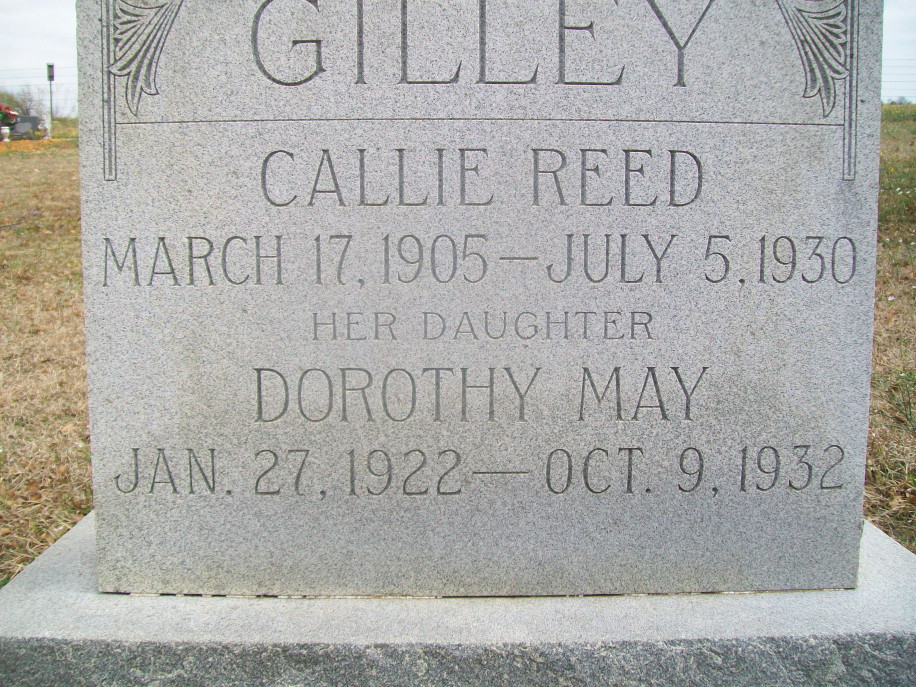 GILLEY
CALLIE REED
MARCH 17, 1905 — JULY 5, 1930
HER DAUGHTER
DOROTHY MAY
JAN. 27, 1922 — OCT. 9, 1932